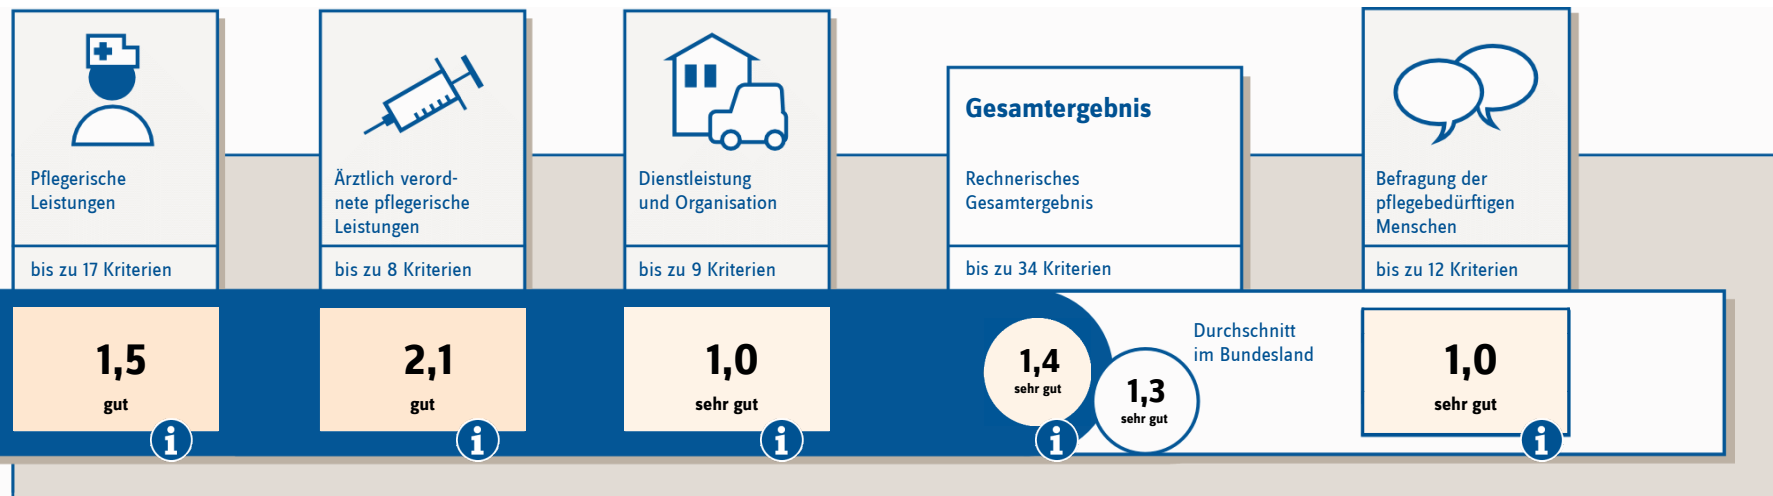 Pflegerische
Leistungen
bis zu 17 Kriterien
1,5
gut
i
Ärztlich verord-
nete pflegerische
Leistungen
bis zu 8 Kriterien
2,1
gut
i
Dienstleistung
und Organisation
bis zu 9 Kriterien
1,0
sehr gut
i
Gesamtergebnis
Rechnerisches
Gesamtergebnis
bis zu 34 Kriterien
1,4
sehr gut
i
1,3
sehr gut
Durchschnitt
im Bundesland
Befragung der
pflegebedürftigen
Menschen
bis zu 12 Kriterien
1,0
sehr gut
i